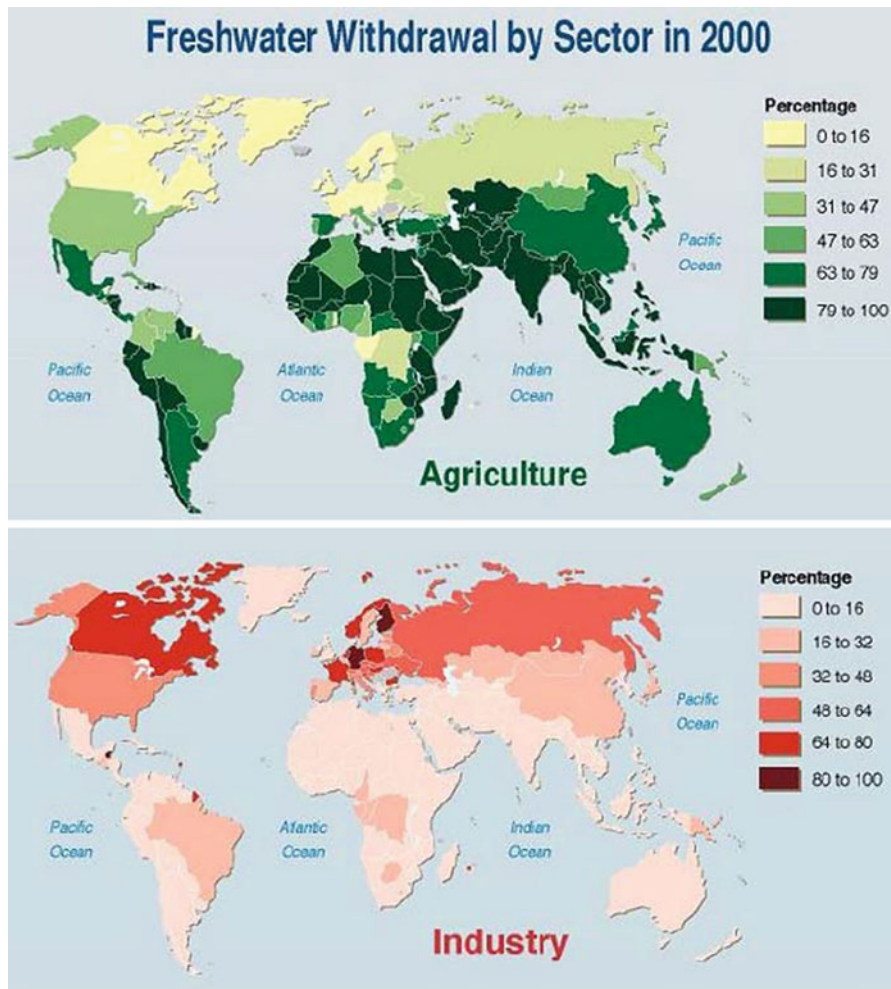 Freshwater Withdrawal by Sector in 2000
Percentage
0 to 16
16 to 31
31 to 47
47 to 63
63 to 79
79 to 100
Pacific
Ocean
Pacific
Ocean
Atlantic
Ocean
Indian
Ocean
Agriculture
Percentage
0 to 16
16 to 32
32 to 48
48 to 64
64 to 80
80 to 100
Pacific
Ocean
Pacific
Ocean
Atlantic
Ocean
Indian
Ocean
Industry